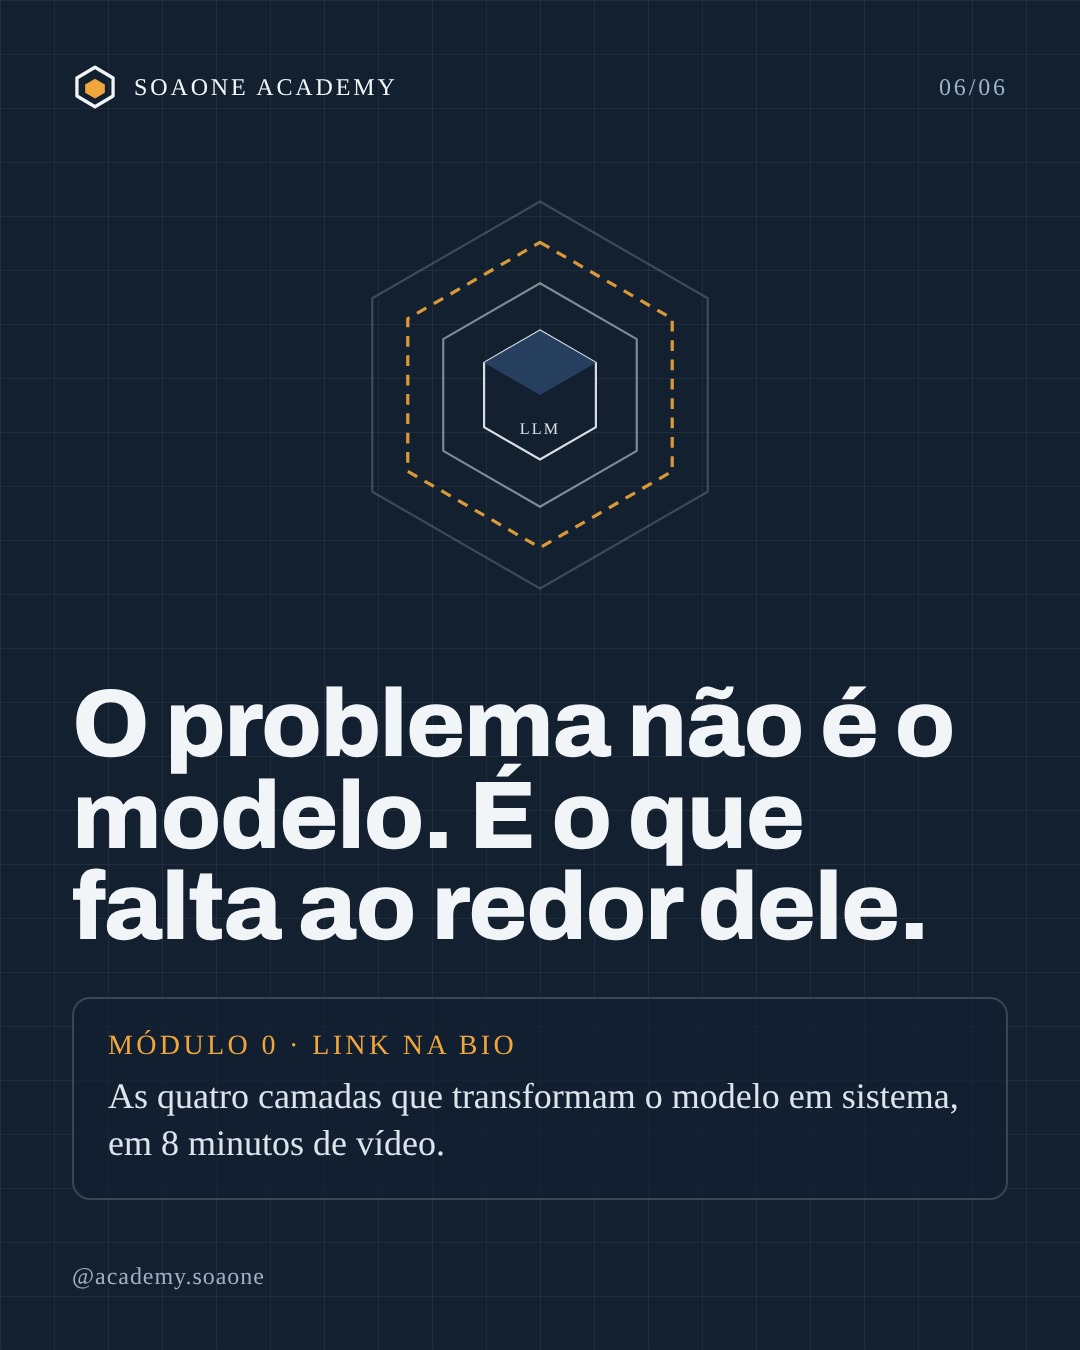 SOAONE ACADEMY
06/06
LLM
O problema não é o
modelo. É o que
falta ao redor dele.
MÓDULO 0 · LINK NA BIO
As quatro camadas que transformam o modelo em sistema,
em 8 minutos de vídeo.
@academy.soaone